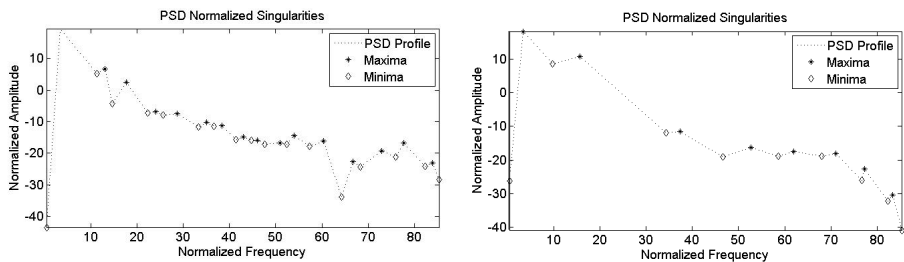 PSD Normalized Singularities
Normalized Amplitude
10
0
-10
-20
-30
-40
PSD Profile
Maxima
Minima
10 20 30 40 50 60 70 80
Normalized Frequency
PSD Normalized Singularities
Normalized Amplitude
10
0
-10
-20
-30
-40
PSD Profile
Maxima
Minima
10 20 30 40 50 60 70 80
Normalized Frequency